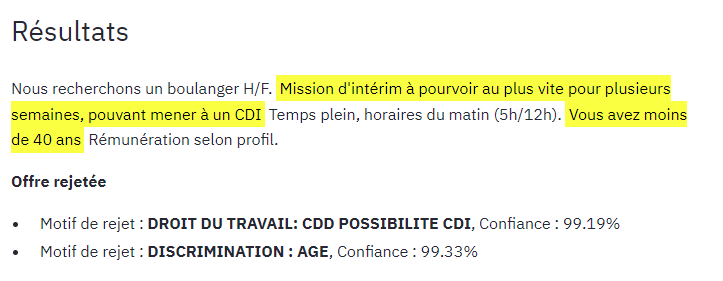 Résultats
Nous recherchons un boulanger H/F. Mission d'intérim à pourvoir au plus vite pour plusieurs
semaines, pouvant mener à un CDI Temps plein, horaires du matin (5h/12h). Vous avez moins
de 40 ans Rémunération selon profil.
Offre rejetée
• Motif de rejet : DROIT DU TRAVAIL: CDD POSSIBILITE CDI, Confiance : 99.19%
• Motif de rejet : DISCRIMINATION : AGE, Confiance : 99.33%